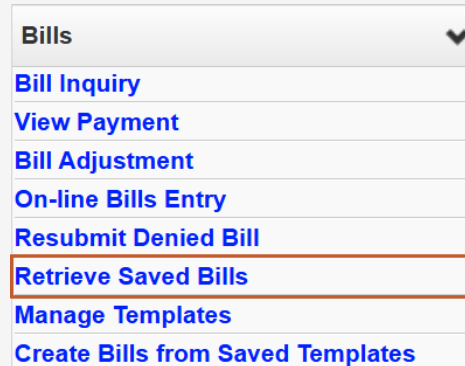 Bills
Bill Inquiry
View Payment
Bill Adjustment
On-line Bills Entry
Resubmit Denied Bill
Retrieve Saved Bills
Manage Templates
Create Bills from Saved Templates